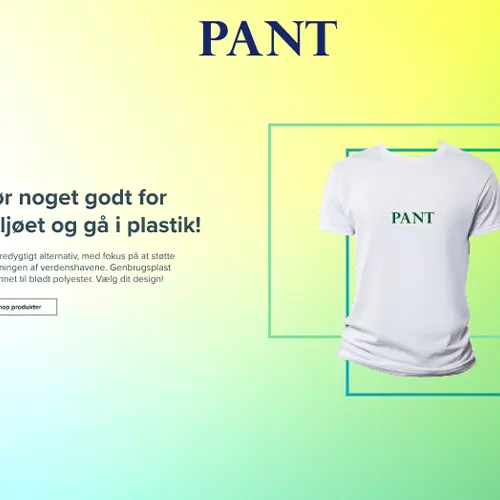 PANT
ør noget godt for
ljøet og gå i plastik!
redygtigt alternativ, med fokus på at støtte
ningen af verdenshavene. Genbrugsplast
nnet til blødt polyester. Vælg dit design!
hop produkter
PANT